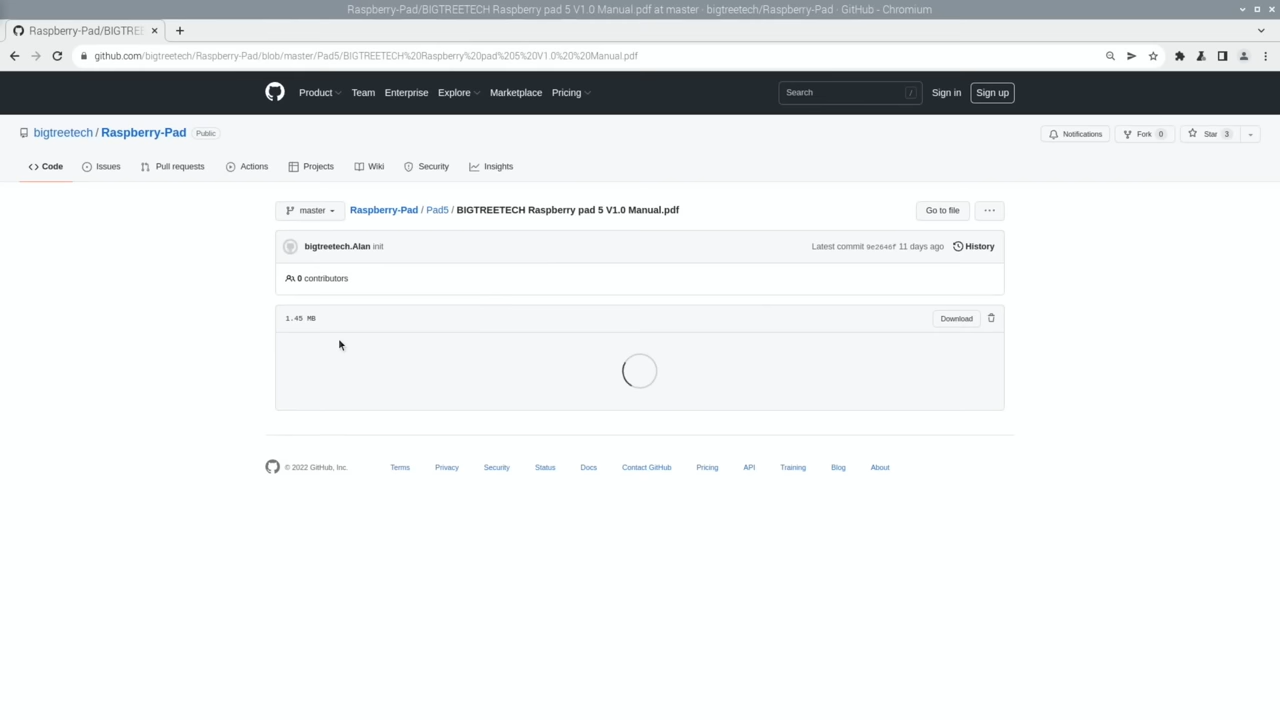 Raspberry-Pad/BIGTREETECH Raspberry pad 5 V1.0 Manual.pdf at master · bigtreetech/Raspberry-Pad · GitHub - Chromium
Raspberry-Pad/BIGTREE
github.com/bigtreetech/Raspberry-Pad/blob/master/Pad5/BIGTREETECH%20Raspberry%20pad%205%20V1.0%20%20Manual.pdf
Product Team Enterprise Explore Marketplace Pricing Search / Sign in Sign up
bigtreetech / Raspberry-Pad Public Notifications Fork 0 Star 3
Code Issues Pull requests Actions Projects Wiki Security Insights
master Raspberry-Pad / Pad5 / BIGTREETECH Raspberry pad 5 V1.0 Manual.pdf Go to file ...
bigtreetech.Alan init Latest commit 9e2646f 11 days ago History
0 contributors
1.45 MB Download
© 2022 GitHub, Inc. Terms Privacy Security Status Docs Contact GitHub Pricing API Training Blog About